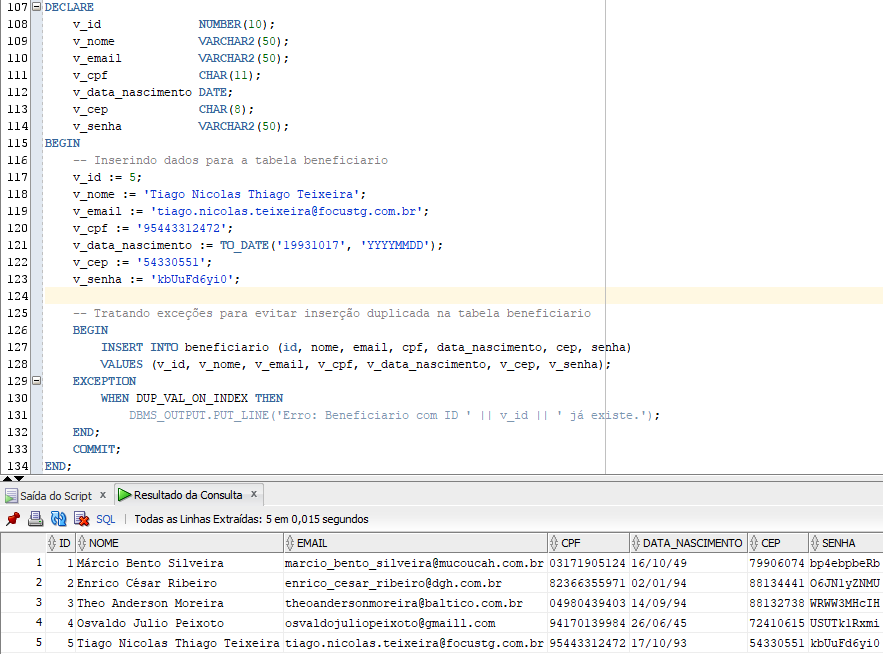 107 DECLARE
108 v_id NUMBER(10);
109 v_nome VARCHAR2(50);
110 v_email VARCHAR2(50);
111 v_cpf CHAR(11);
112 v_data_nascimento DATE;
113 v_cep CHAR(8);
114 v_senha VARCHAR2(50);
115 BEGIN
116 -- Inserindo dados para a tabela beneficiario
117 v_id := 5;
118 v_nome := 'Tiago Nicolas Thiago Teixeira';
119 v_email := 'tiago.nicolas.teixeira@focustg.com.br';
120 v_cpf := '95443312472';
121 v_data_nascimento := TO_DATE('19931017', 'YYYYMMDD');
122 v_cep := '54330551';
123 v_senha := 'kbUuFd6yi0';
124
125 -- Tratando exceções para evitar inserção duplicada na tabela beneficiario
126 BEGIN
127 INSERT INTO beneficiario (id, nome, email, cpf, data_nascimento, cep, senha)
128 VALUES (v_id, v_nome, v_email, v_cpf, v_data_nascimento, v_cep, v_senha);
129 EXCEPTION
130 WHEN DUP_VAL_ON_INDEX THEN
131 DBMS_OUTPUT.PUT_LINE('Erro: Beneficiario com ID ' || v_id || ' já existe.');
132 END;
133 COMMIT;
134 END;
Saída do Script x Resultado da Consulta x
SQL | Todas as Linhas Extraídas: 5 em 0,015 segundos
ID NOME EMAIL CPF DATA_NASCIMENTO CEP SENHA
1 1 Márcio Bento Silveira marcio_bento_silveira@mucoucah.com.br 03171905124 16/10/49 79906074 bp4ebpbeRb
2 2 Enrico César Ribeiro enrico_cesar_ribeiro@dgh.com.br 82366355971 02/01/94 88134441 O6JNlyZNMU
3 3 Theo Anderson Moreira theoandersonmoreira@baltico.com.br 04980439403 14/09/94 88132738 WRWW3MHcIH
4 4 Osvaldo Julio Peixoto osvaldojuliopeixoto@gmaill.com 94170139984 26/06/45 72410615 USUTklRxmi
5 5 Tiago Nicolas Thiago Teixeira tiago.nicolas.teixeira@focustg.com.br 95443312472 17/10/93 54330551 kbUuFd6yi0